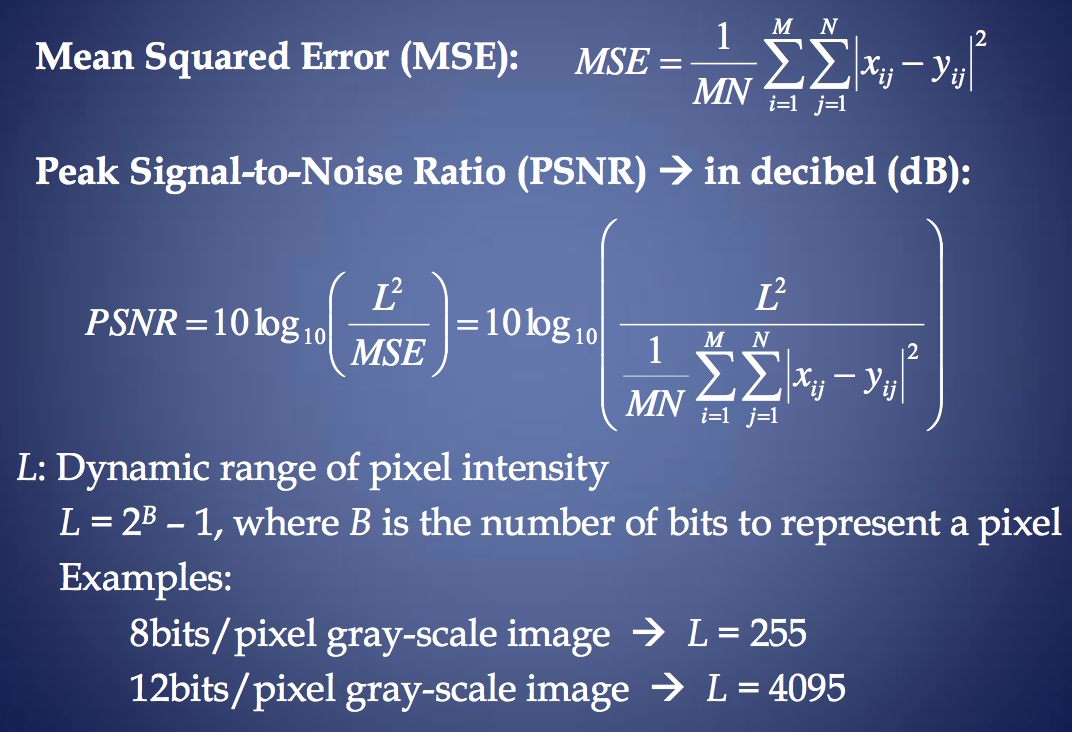 Mean Squared Error (MSE): MSE = \frac{1}{MN} \sum_{i=1}^{M} \sum_{j=1}^{N} |x_{ij} − y_{ij}|^2
Peak Signal-to-Noise Ratio (PSNR) → in decibel (dB):
PSNR = 10 log_{10} \left( \frac{L^2}{MSE} \right) = 10 log_{10} \left( \frac{L^2}{\frac{1}{MN} \sum_{i=1}^{M} \sum_{j=1}^{N} |x_{ij} − y_{ij}|^2} \right)
L: Dynamic range of pixel intensity
L = 2^B – 1, where B is the number of bits to represent a pixel
Examples:
8bits/pixel gray-scale image → L = 255
12bits/pixel gray-scale image → L = 4095